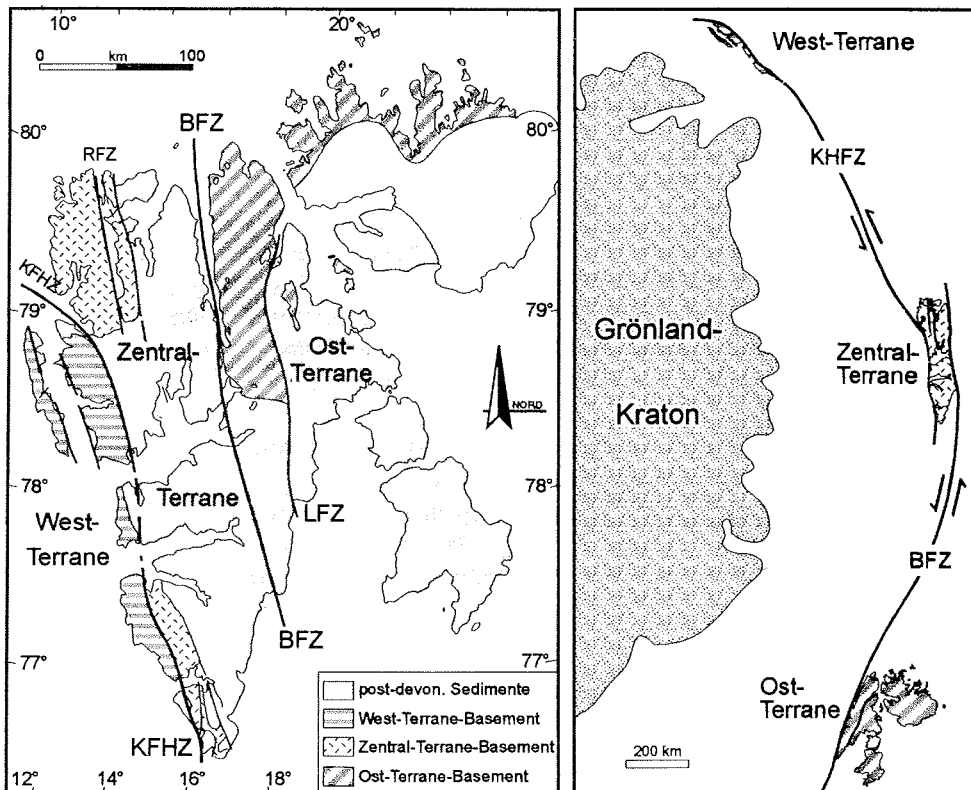 10°
20°
0 km 100
80°
BFZ
80°
RFZ
KFHZ
79°
79°
Zentral-
Ost-
Terrane
NORD
78°
78°
Terrane
LFZ
West-
Terrane
77°
BFZ
77°
KFHZ
12°
14°
16°
18°
post-devon. Sedimente
West-Terrane-Basement
Zentral-Terrane-Basement
Ost-Terrane-Basement
West-Terrane
KHFZ
Grönland-
Kraton
Zentral-
Terrane
BFZ
Ost-
Terrane
200 km